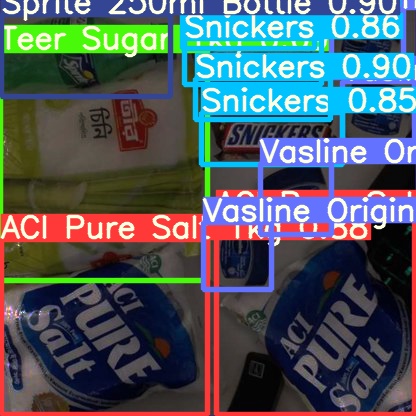 Sprite 250ml Bottle 0.90
Snickers 0.86
Teer Sugar
Snickers 0.90
Snickers 0.85
SNICKERS
তীর
চিনি
Vasline Or
Vasline Origin
ACI Pure Salt 1kg 0.88
ACI
PURE
Salt
ACI
PURE
Salt